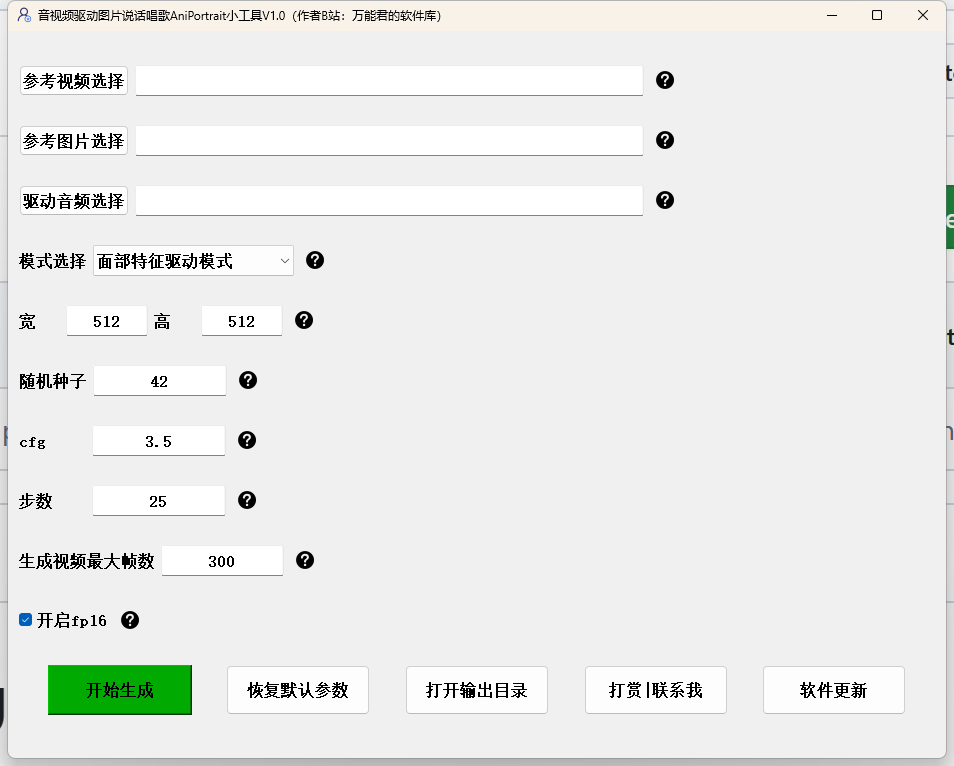 音视频驱动图片说话唱歌AniPortrait小工具V1.0（作者B站：万能君的软件库）
参考视频选择
参考图片选择
驱动音频选择
模式选择 面部特征驱动模式
宽 512 高 512
随机种子 42
cfg 3.5
步数 25
生成视频最大帧数 300
开启fp16
开始生成 恢复默认参数 打开输出目录 打赏|联系我 软件更新